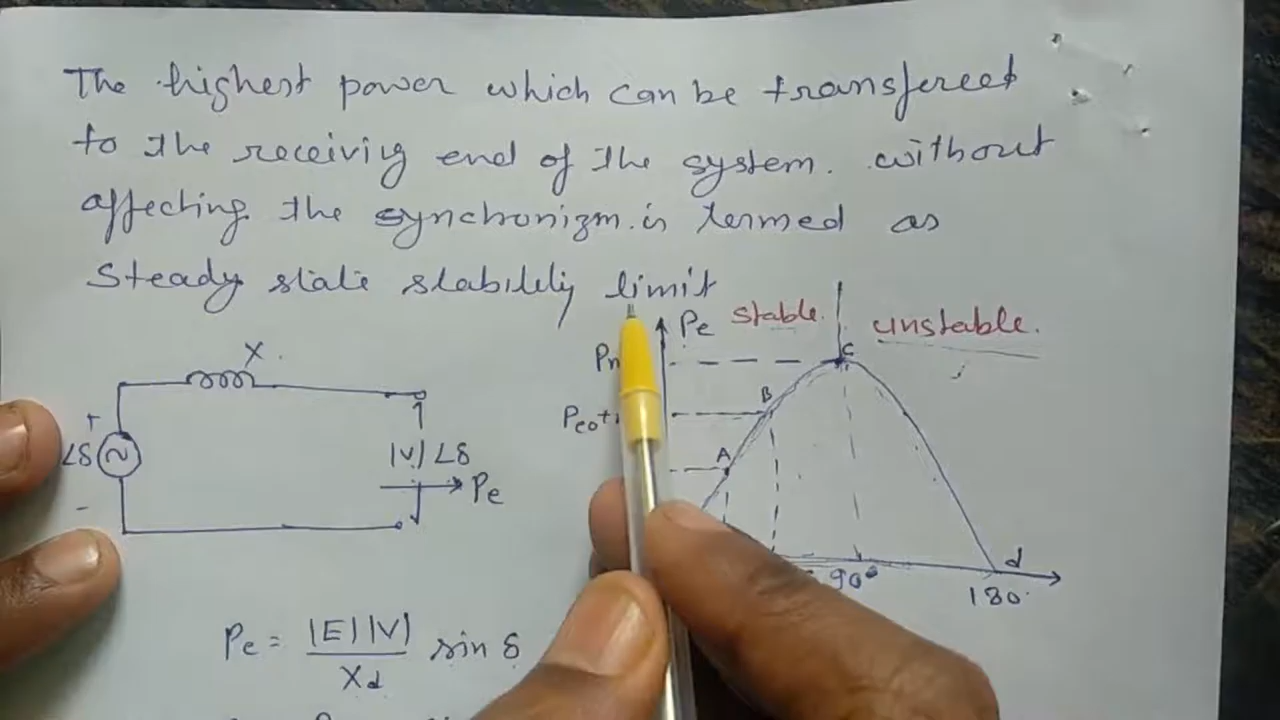 The highest power which can be transfereed
to the receiving end of the system. without
affecting the synchronizm is termed as
Steady state stability limit
Pe stable. unstable.
X
C
B
A
+
∠δ
-
|V| ∠δ
Pe
90°
180
d
Pe = |E| |V| / Xd sin δ